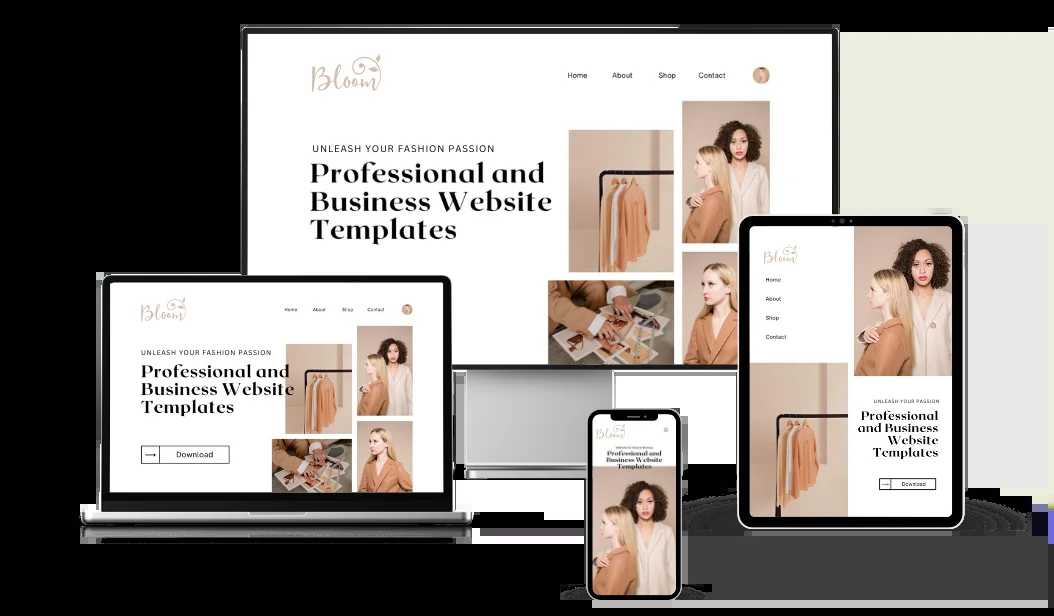 Bloom
Home About Shop Contact
UNLEASH YOUR FASHION PASSION
Professional and
Business Website
Templates
Bloom
Home About Shop Contact
UNLEASH YOUR FASHION PASSION
Professional and
Business Website
Templates
Download
Bloom
Home
About
Shop
Contact
UNLEASH YOUR PASSION
Professional
and Business
Website
Templates
Download
Bloom
Professional and
Business Website
Templates